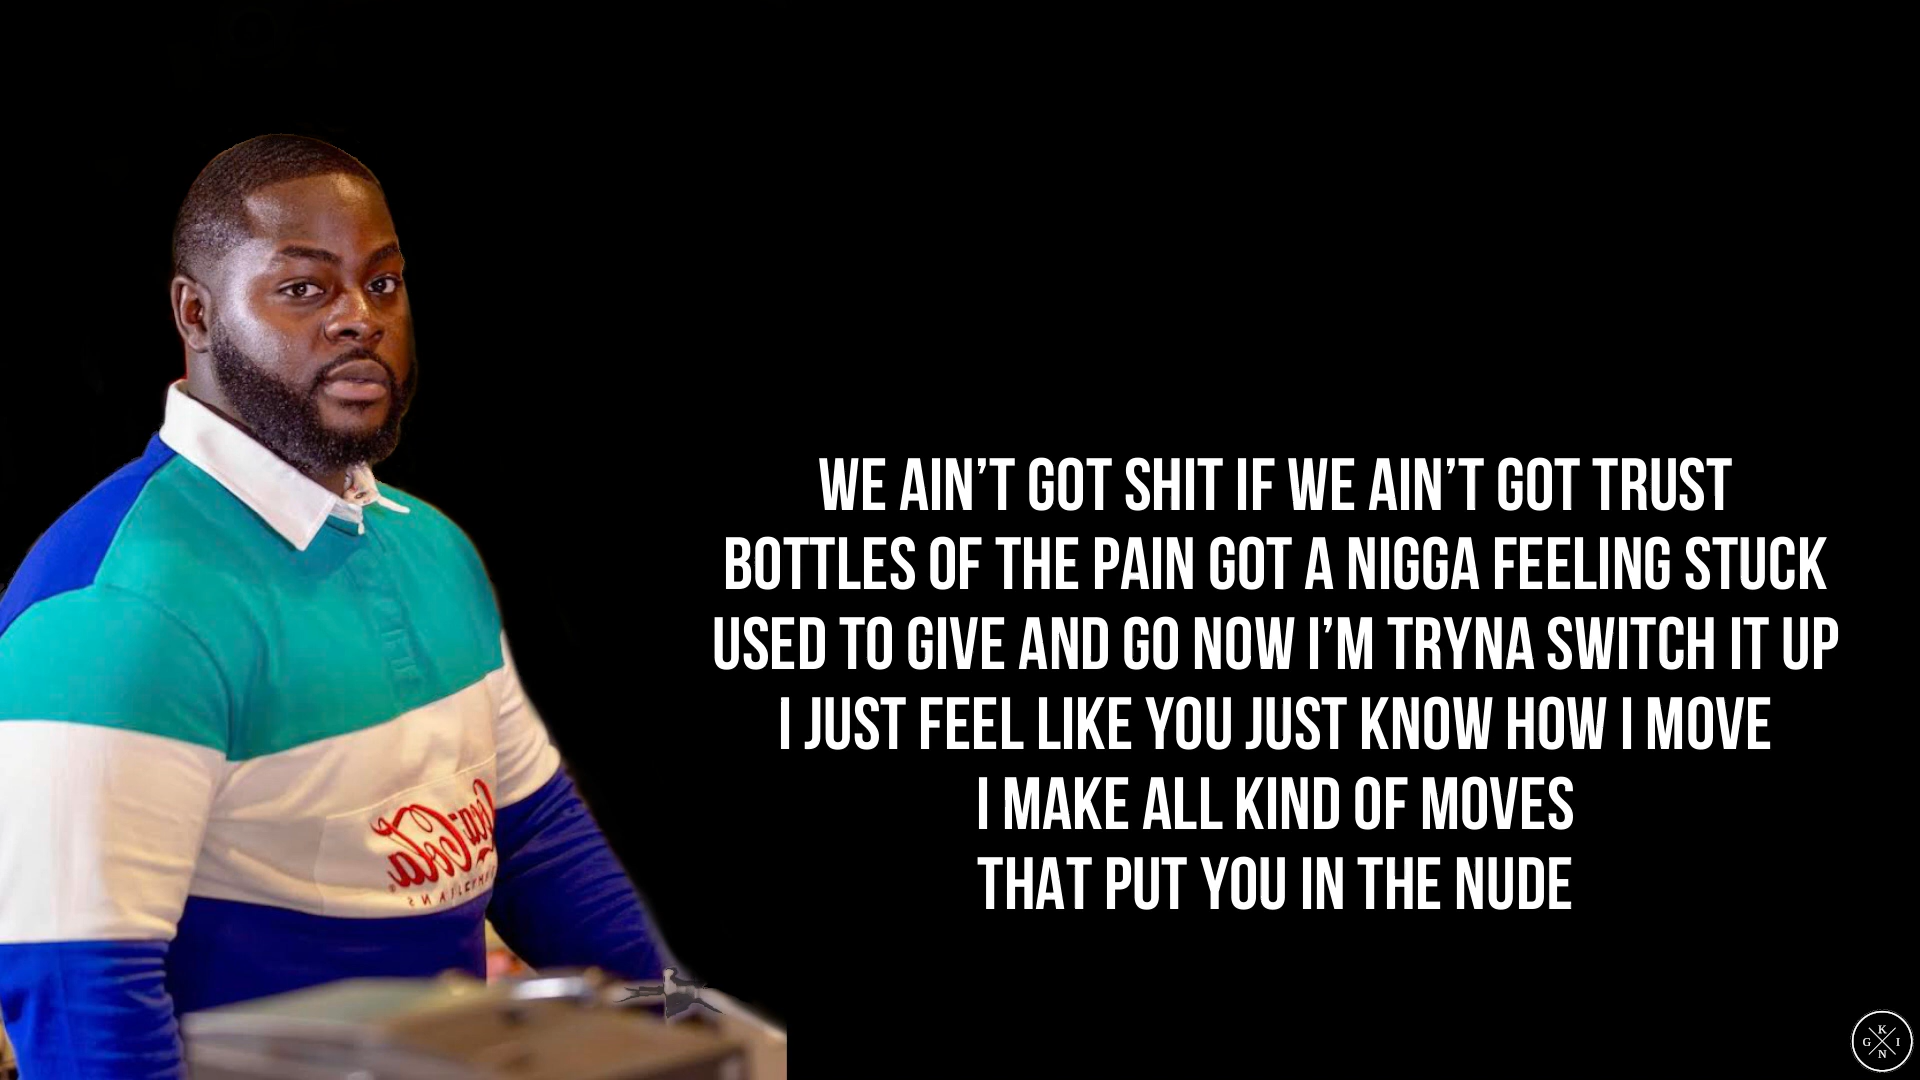 WE AIN’T GOT SHIT IF WE AIN’T GOT TRUST
BOTTLES OF THE PAIN GOT A NIGGA FEELING STUCK
USED TO GIVE AND GO NOW I’M TRYNA SWITCH IT UP
I JUST FEEL LIKE YOU JUST KNOW HOW I MOVE
I MAKE ALL KIND OF MOVES
THAT PUT YOU IN THE NUDE
Coca-Cola
K
G I
N